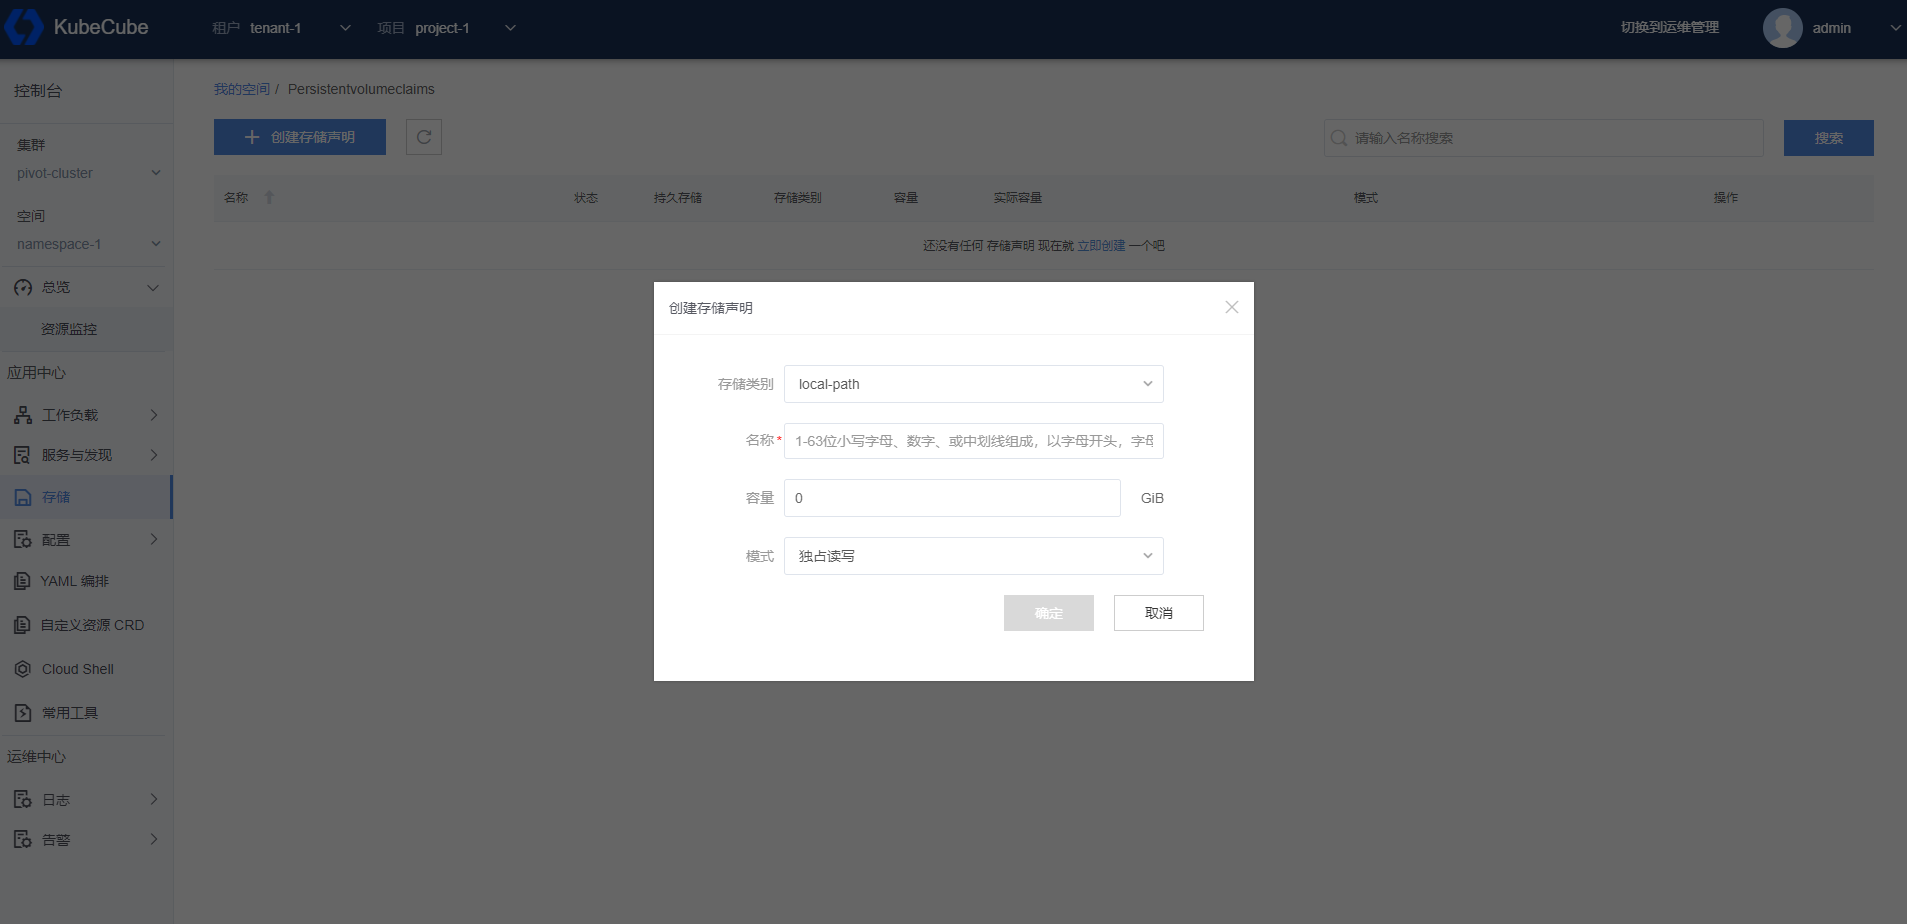 KubeCube
租户 tenant-1 项目 project-1
切换到运维管理 admin
控制台
集群
pivot-cluster
空间
namespace-1
总览
资源监控
应用中心
工作负载
服务与发现
存储
配置
YAML 编排
自定义资源 CRD
Cloud Shell
常用工具
运维中心
日志
告警
我的空间 / Persistentvolumeclaims
创建存储声明
请输入名称搜索 搜索
名称 状态 持久存储 存储类别 容量 实际容量 模式 操作
还没有任何 存储声明 现在就 立即创建 一个吧
创建存储声明
存储类别 local-path
名称* 1-63位小写字母、数字、或中划线组成，以字母开头，字
容量 0 GiB
模式 独占读写
确定 取消